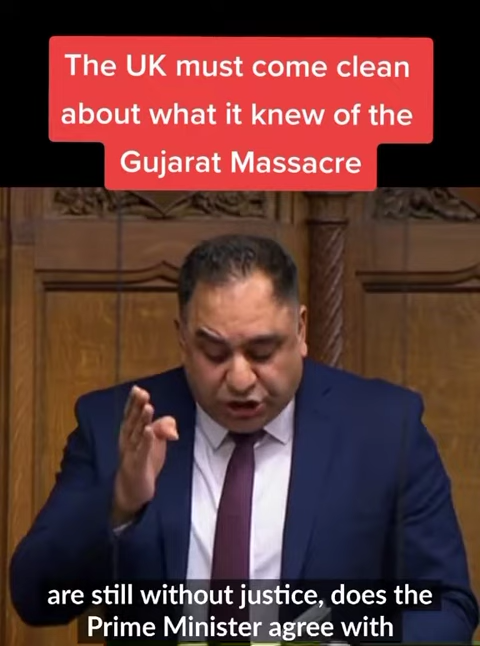 The UK must come clean
about what it knew of the
Gujarat Massacre
are still without justice, does the
Prime Minister agree with